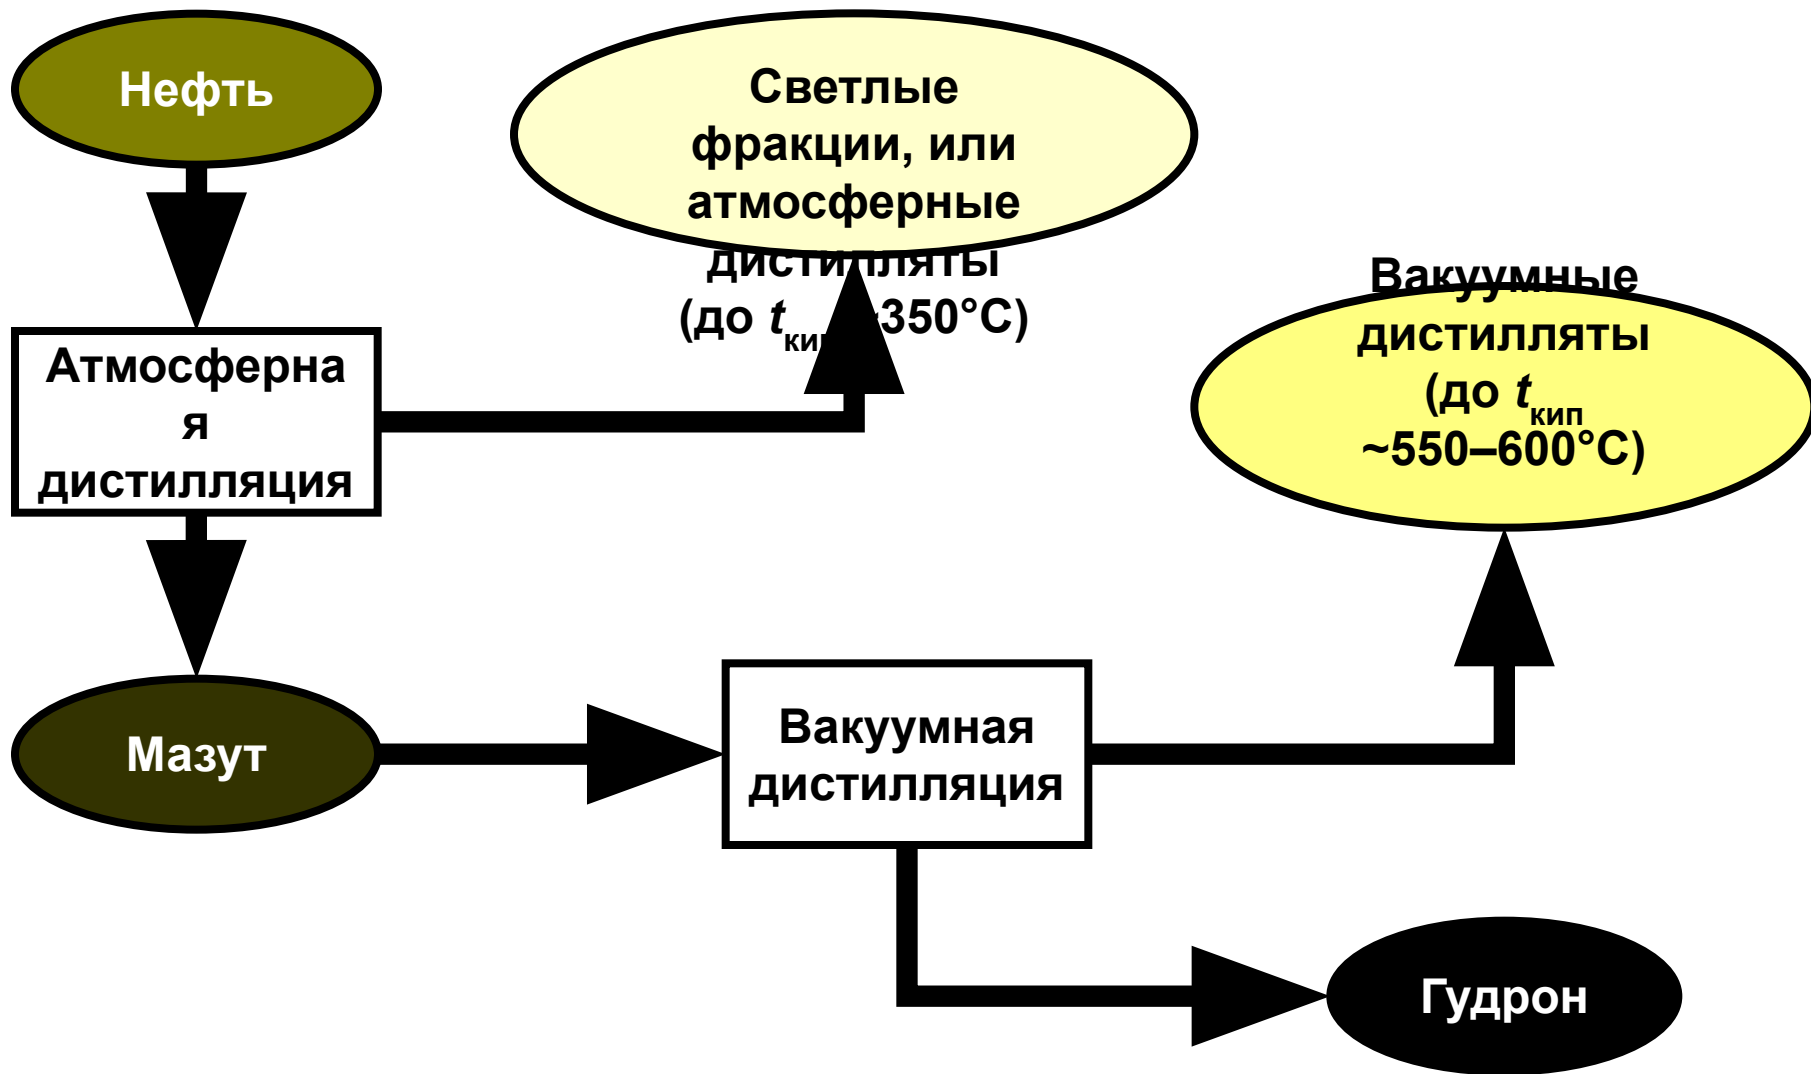 Нефть
Светлые
фракции, или
атмосферные
дистилляты
(до tкип ~350°С)
Вакуумные
дистилляты
(до tкип
~550–600°С)
Атмосферна
я
дистилляция
Мазут
Вакуумная
дистилляция
Гудрон